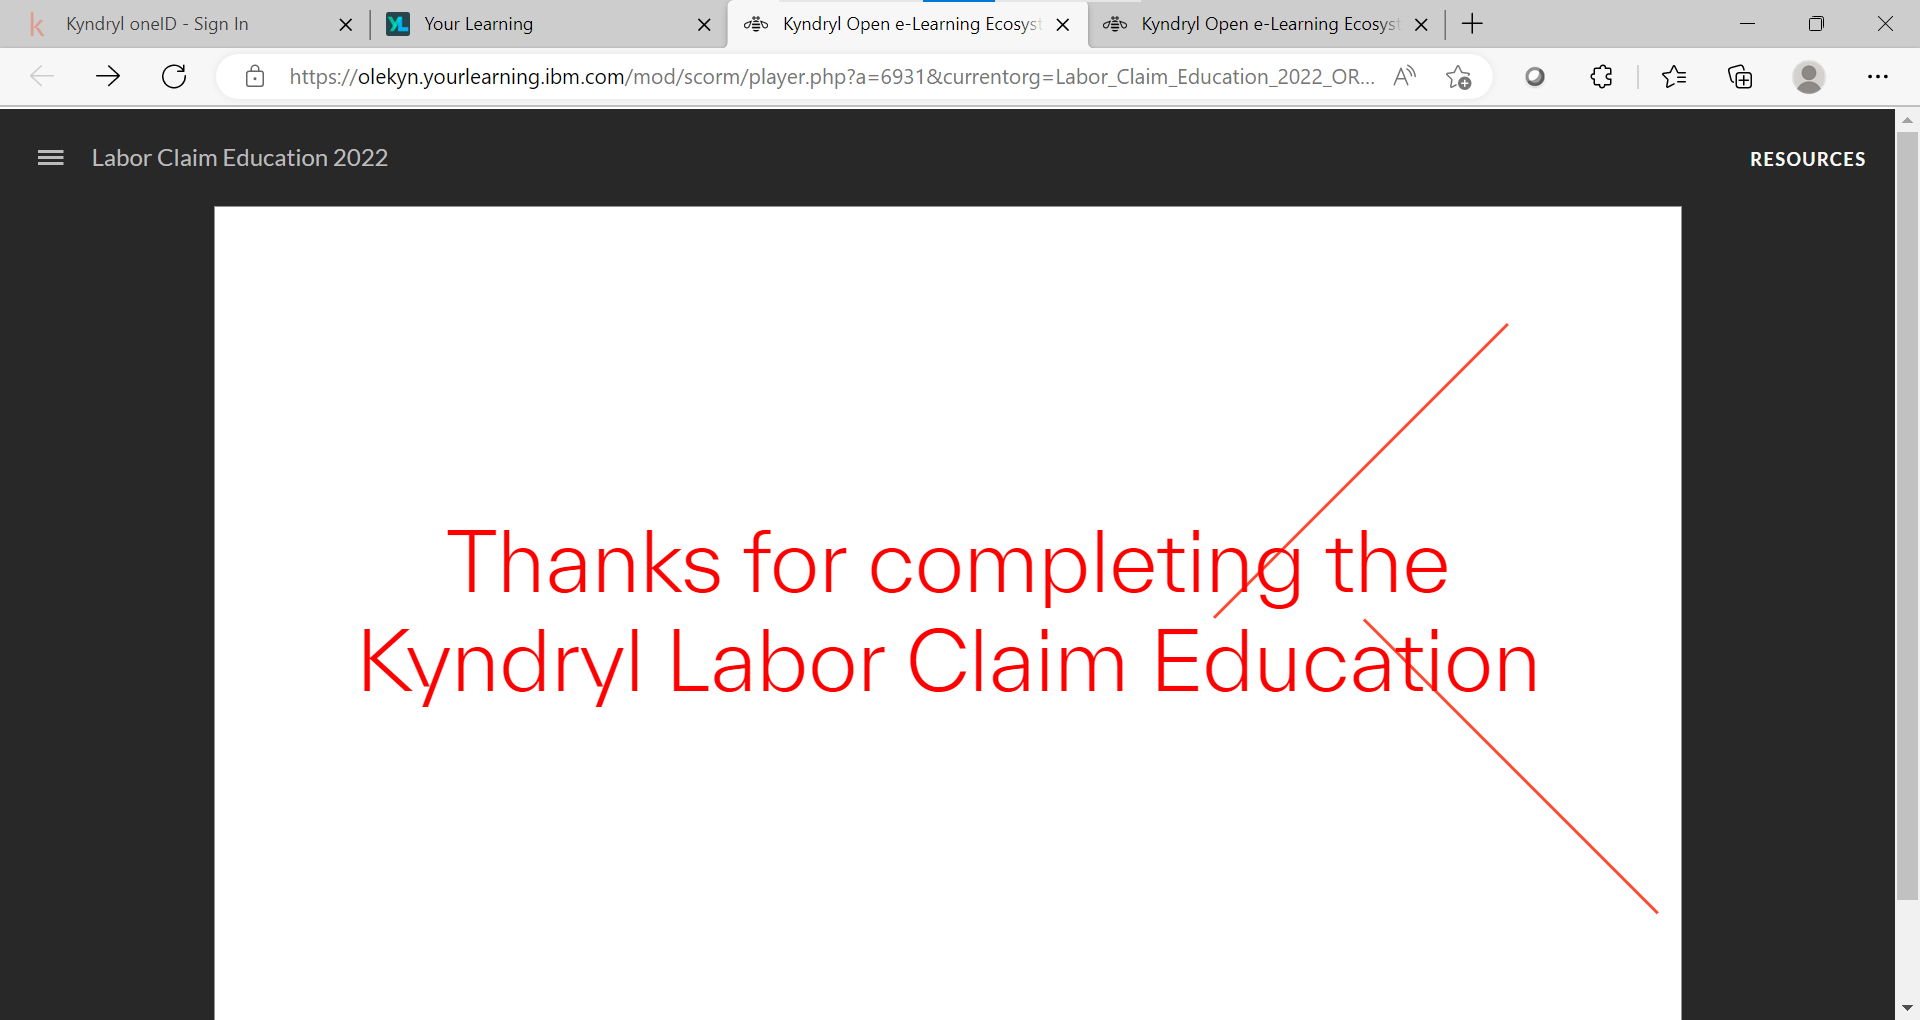 Kyndryl oneID - Sign In
Your Learning
Kyndryl Open e-Learning Ecosyst
Kyndryl Open e-Learning Ecosyst
https://olekyn.yourlearning.ibm.com/mod/scorm/player.php?a=6931&currentorg=Labor_Claim_Education_2022_OR...
Labor Claim Education 2022
RESOURCES
Thanks for completing the
Kyndryl Labor Claim Education